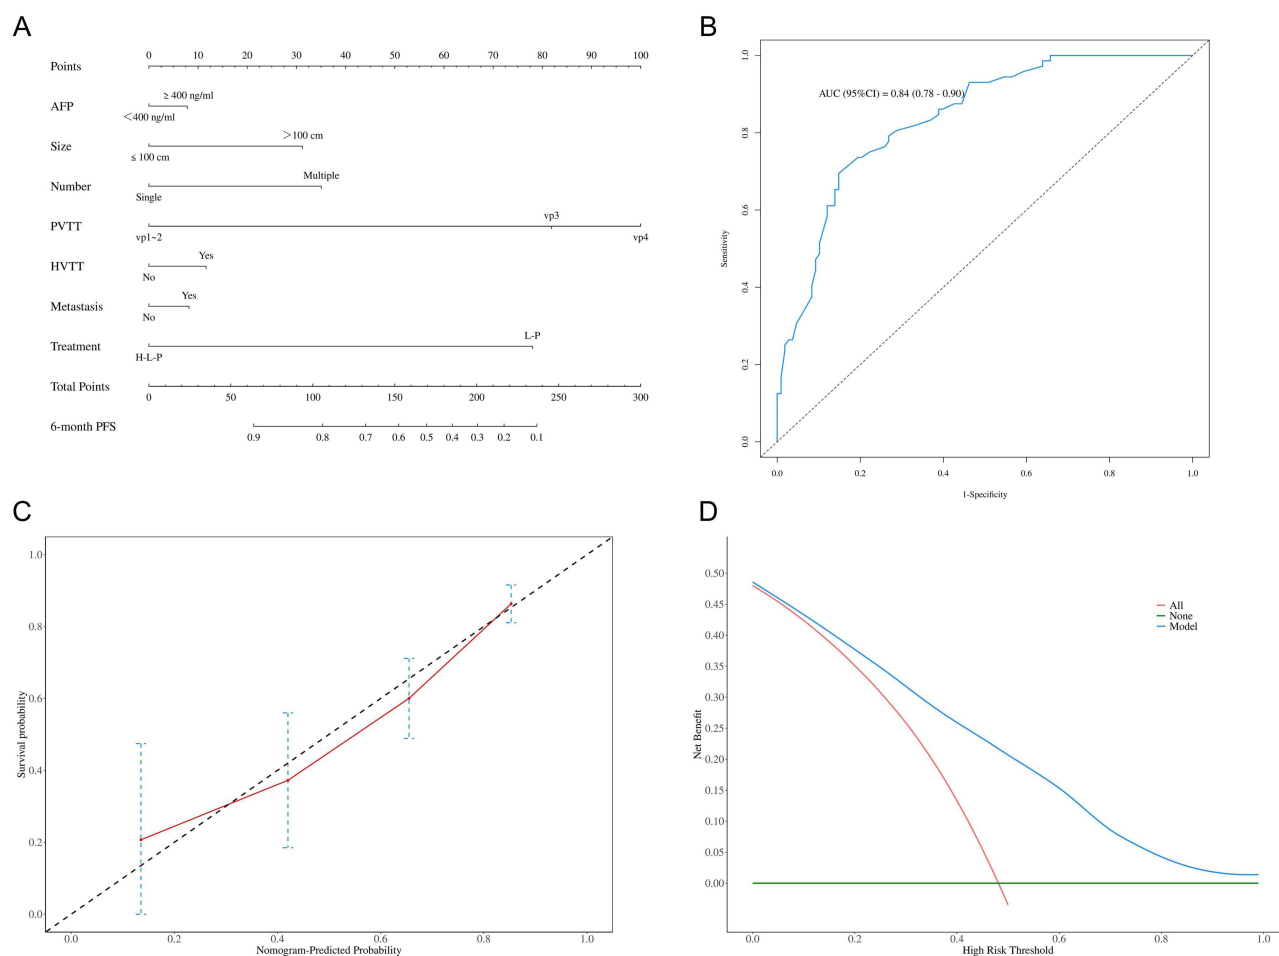 A
0 10 20 30 40 50 60 70 80 90 100
Points
≥ 400 ng/ml
AFP
<400 ng/ml
>100 cm
Size
≤ 100 cm
Multiple
Number
Single
vp3
PVTT
vp1~2 vp4
Yes
HVTT
No
Yes
Metastasis
No
L-P
Treatment
H-L-P
Total Points
0 50 100 150 200 250 300
6-month PFS
0.9 0.8 0.7 0.6 0.5 0.4 0.3 0.2 0.1
B
AUC (95%CI) = 0.84 (0.78 - 0.90)
Sensitivity
1.0
0.8
0.6
0.4
0.2
0.0
0.0 0.2 0.4 0.6 0.8 1.0
1-Specificity
C
Survival probability
1.0
0.8
0.6
0.4
0.2
0.0
0.0 0.2 0.4 0.6 0.8 1.0
Nomogram-Predicted Probability
D
Net Benefit
0.50
0.45
0.40
0.35
0.30
0.25
0.20
0.15
0.10
0.05
0.00
All
None
Model
0.0 0.2 0.4 0.6 0.8 1.0
High Risk Threshold